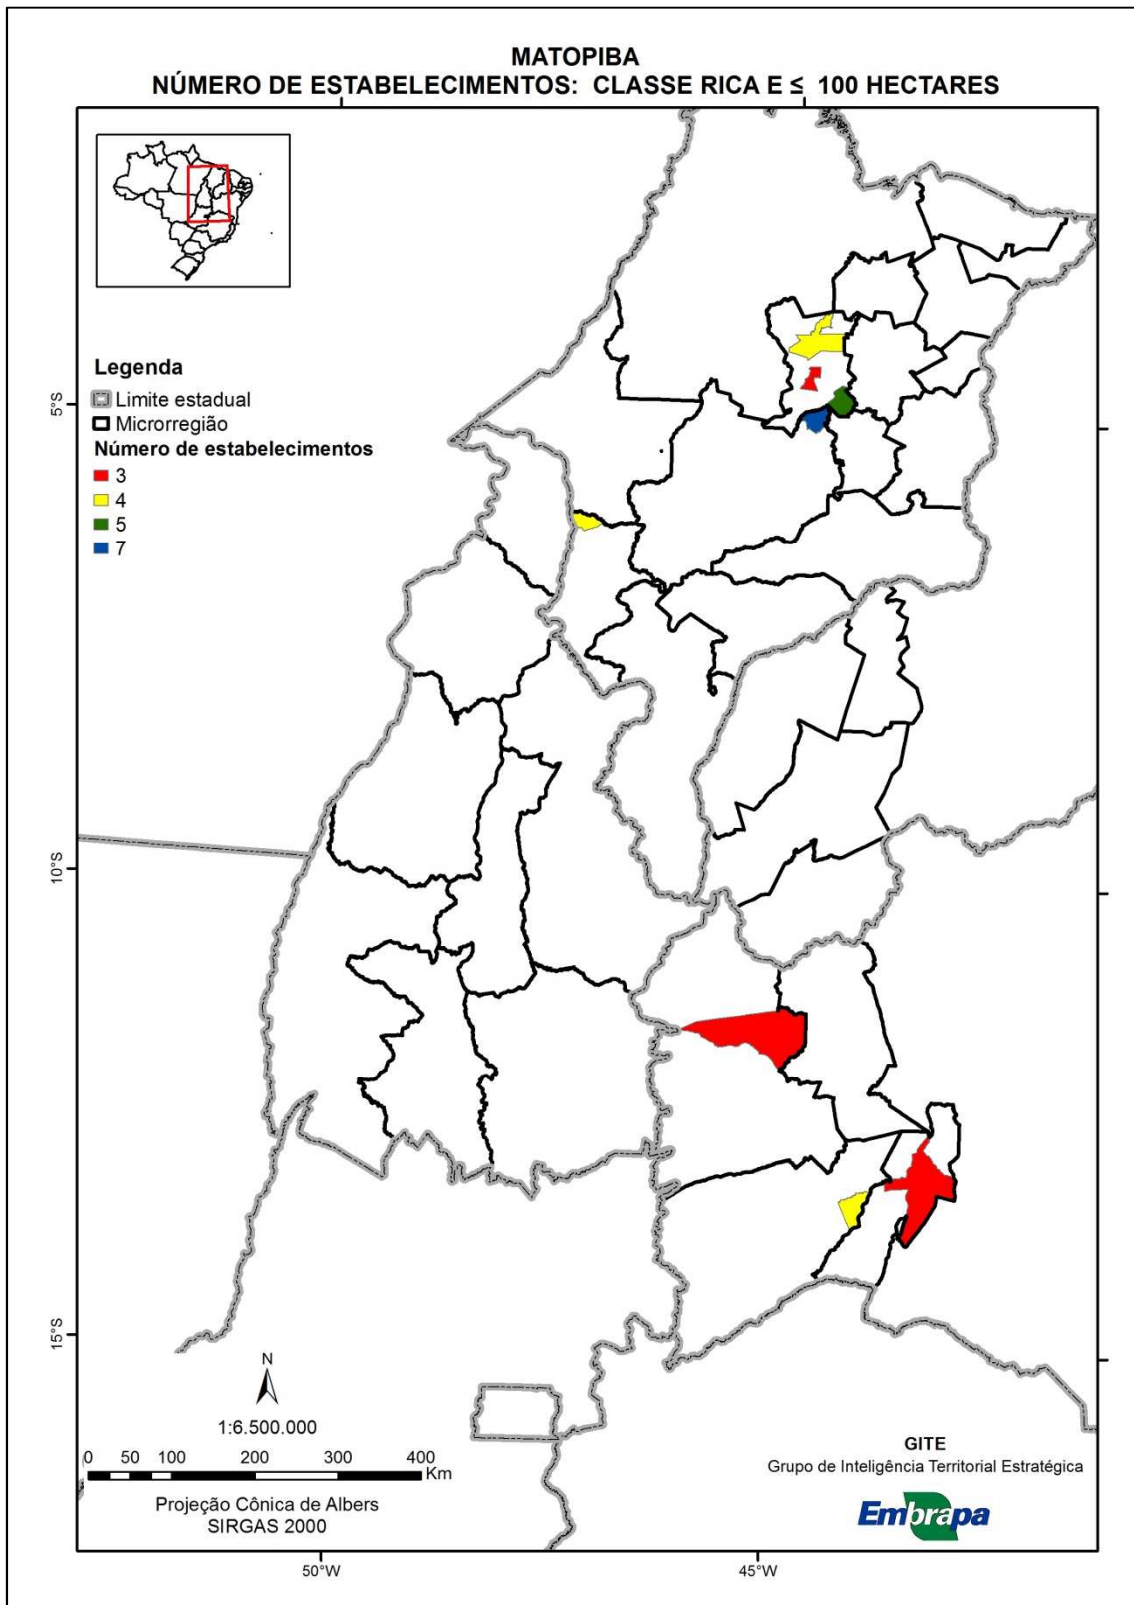 MATOPIBA
NÚMERO DE ESTABELECIMENTOS: CLASSE RICA E ≤ 100 HECTARES
Legenda
Limite estadual
Microrregião
Número de estabelecimentos
3
4
5
7
5°S
10°S
15°S
N
1:6.500.000
0 50 100 200 300 400
Km
Projeção Cônica de Albers
SIRGAS 2000
GITE
Grupo de Inteligência Territorial Estratégica
Embrapa
50°W
45°W